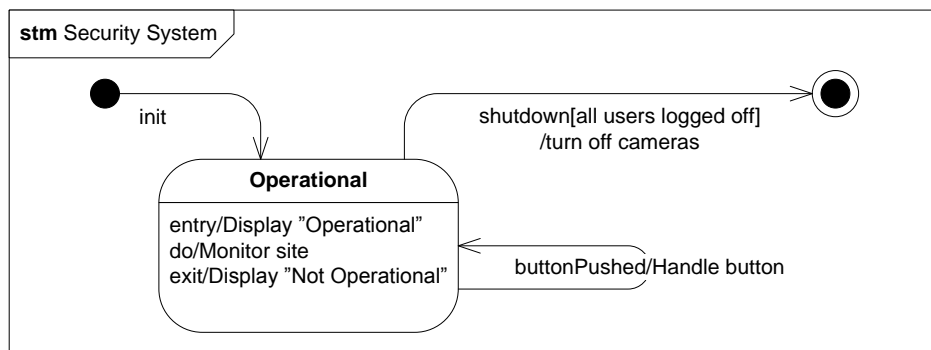 stm Security System
init
shutdown[all users logged off]
/turn off cameras
Operational
entry/Display ”Operational”
do/Monitor site
exit/Display ”Not Operational”
buttonPushed/Handle button